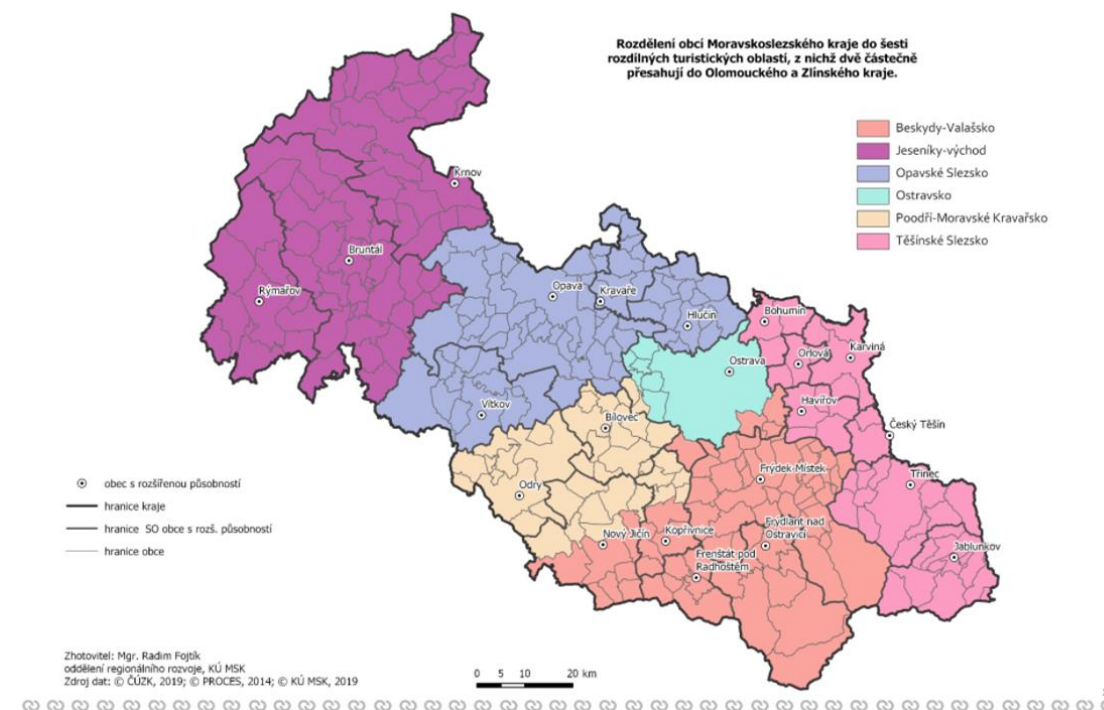 Rozdělení obcí Moravskoslezského kraje do šesti
rozdílných turistických oblastí, z nichž dvě částečně
přesahují do Olomouckého a Zlínského kraje.
Beskydy-Valašsko
Jeseníky-východ
Opavské Slezsko
Ostravsko
Poodří-Moravské Kravařsko
Těšínské Slezsko
Krnov
Bruntál
Rýmařov
Opava
Kravaře
Hlučín
Bohumín
Orlová
Karviná
Ostrava
Havířov
Český Těšín
Vítkov
Bílovec
Frýdek-Místek
Třinec
Odry
Nový Jičín
Kopřivnice
Frýdlant nad
Ostravicí
Frenštát pod
Radhoštěm
Jablunkov
obec s rozšířenou působností
hranice kraje
hranice SO obce s rozš. působností
hranice obce
Zhotovitel: Mgr. Radim Fojtík
oddělení regionálního rozvoje, KÚ MSK
Zdroj dat: © ČÚZK, 2019; © PROCES, 2014; © KÚ MSK, 2019
0 5 10 20 km